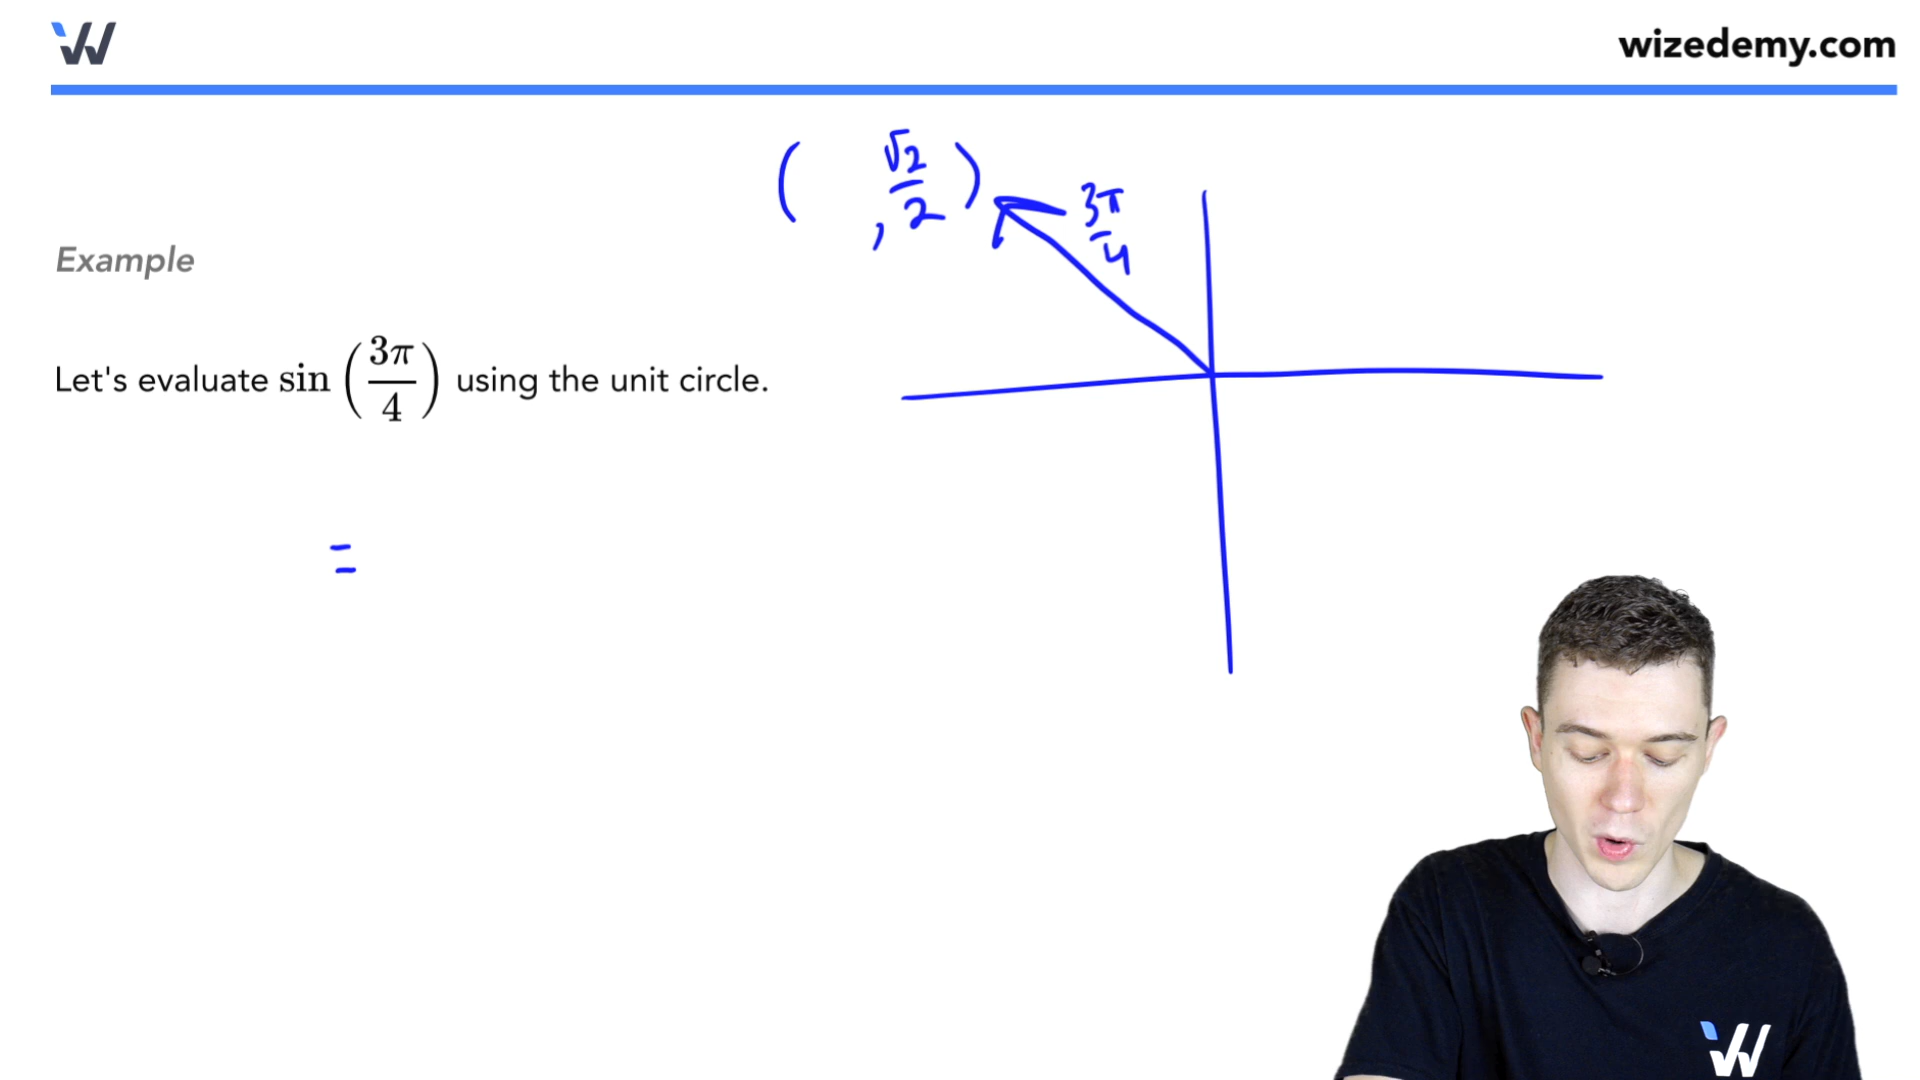 wizedemy.com
( , √2/2 )
3π/4
Example
Let's evaluate sin (3π/4) using the unit circle.
=
W